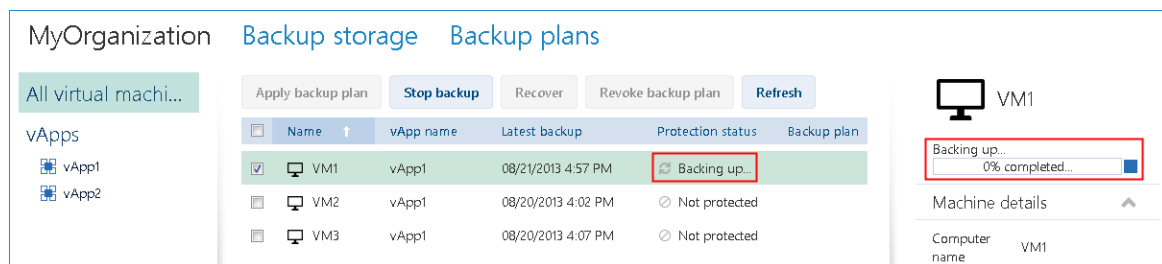 MyOrganization Backup storage Backup plans
All virtual machi...
vApps
vApp1
vApp2
Apply backup plan Stop backup Recover Revoke backup plan Refresh
Name vApp name Latest backup Protection status Backup plan
VM1 vApp1 08/21/2013 4:57 PM Backing up...
VM2 vApp1 08/20/2013 4:02 PM Not protected
VM3 vApp1 08/20/2013 4:07 PM Not protected
VM1
Backing up...
0% completed...
Machine details
Computer name VM1